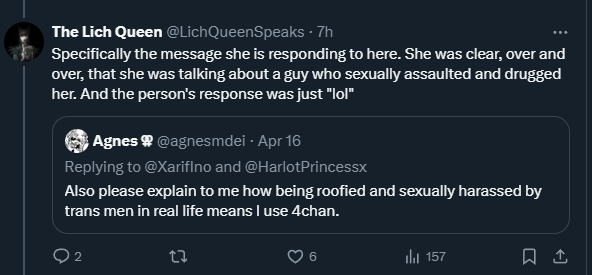 The Lich Queen @LichQueenSpeaks · 7h
Specifically the message she is responding to here. She was clear, over and
over, that she was talking about a guy who sexually assaulted and drugged
her. And the person's response was just "lol"
Agnes @agnesmdei · Apr 16
Replying to @XarifIno and @HarlotPrincessx
Also please explain to me how being roofied and sexually harassed by
trans men in real life means I use 4chan.
2 6 157